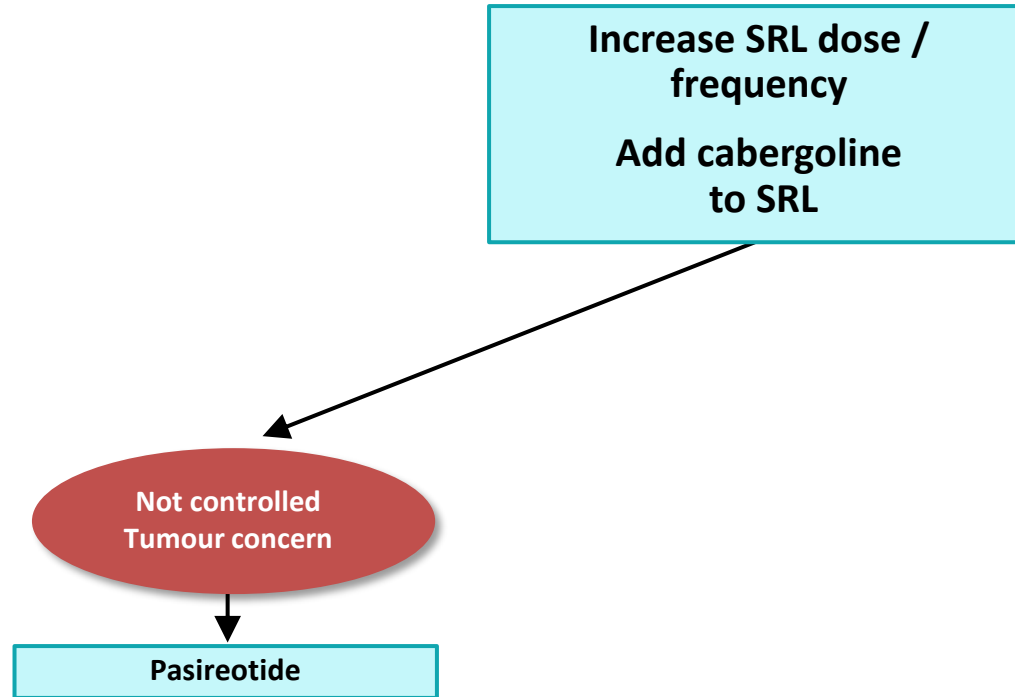 Increase SRL dose /
frequency
Add cabergoline
to SRL
Not controlled
Tumour concern
Pasireotide